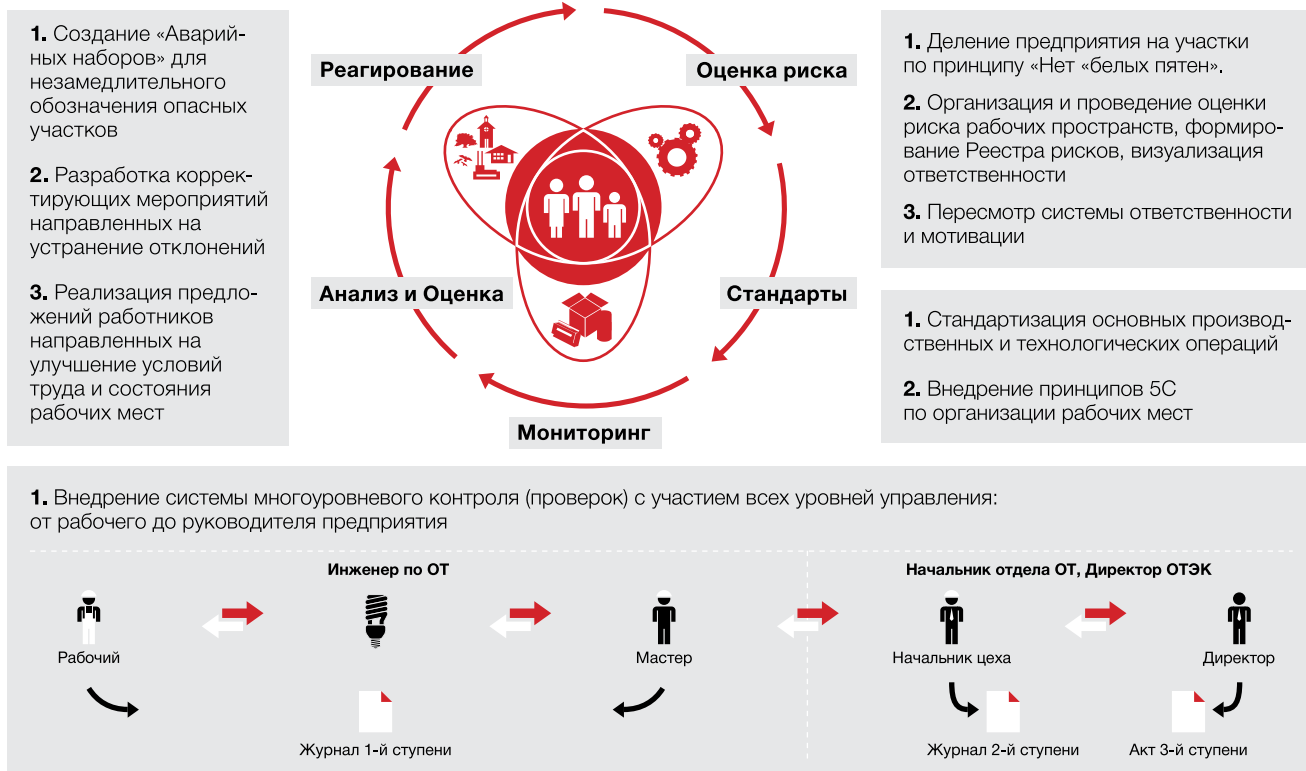 1. Создание «Аварий-
ных наборов» для
незамедлительного
обозначения опасных
участков
2. Разработка коррек-
тирующих мероприятий
направленных на
устранение отклонений
3. Реализация предло-
жений работников
направленных на
улучшение условий
труда и состояния
рабочих мест
Реагирование
Оценка риска
Анализ и Оценка
Стандарты
Мониторинг
1. Деление предприятия на участки
по принципу «Нет «белых пятен».
2. Организация и проведение оценки
риска рабочих пространств, формиро-
вание Реестра рисков, визуализация
ответственности
3. Пересмотр системы ответственности
и мотивации
1. Стандартизация основных производ-
ственных и технологических операций
2. Внедрение принципов 5С
по организации рабочих мест
1. Внедрение системы многоуровневого контроля (проверок) с участием всех уровней управления:
от рабочего до руководителя предприятия
Инженер по ОТ
Начальник отдела ОТ, Директор ОТЭК
Рабочий
Мастер
Начальник цеха
Директор
Журнал 1-й ступени
Журнал 2-й ступени
Акт 3-й ступени